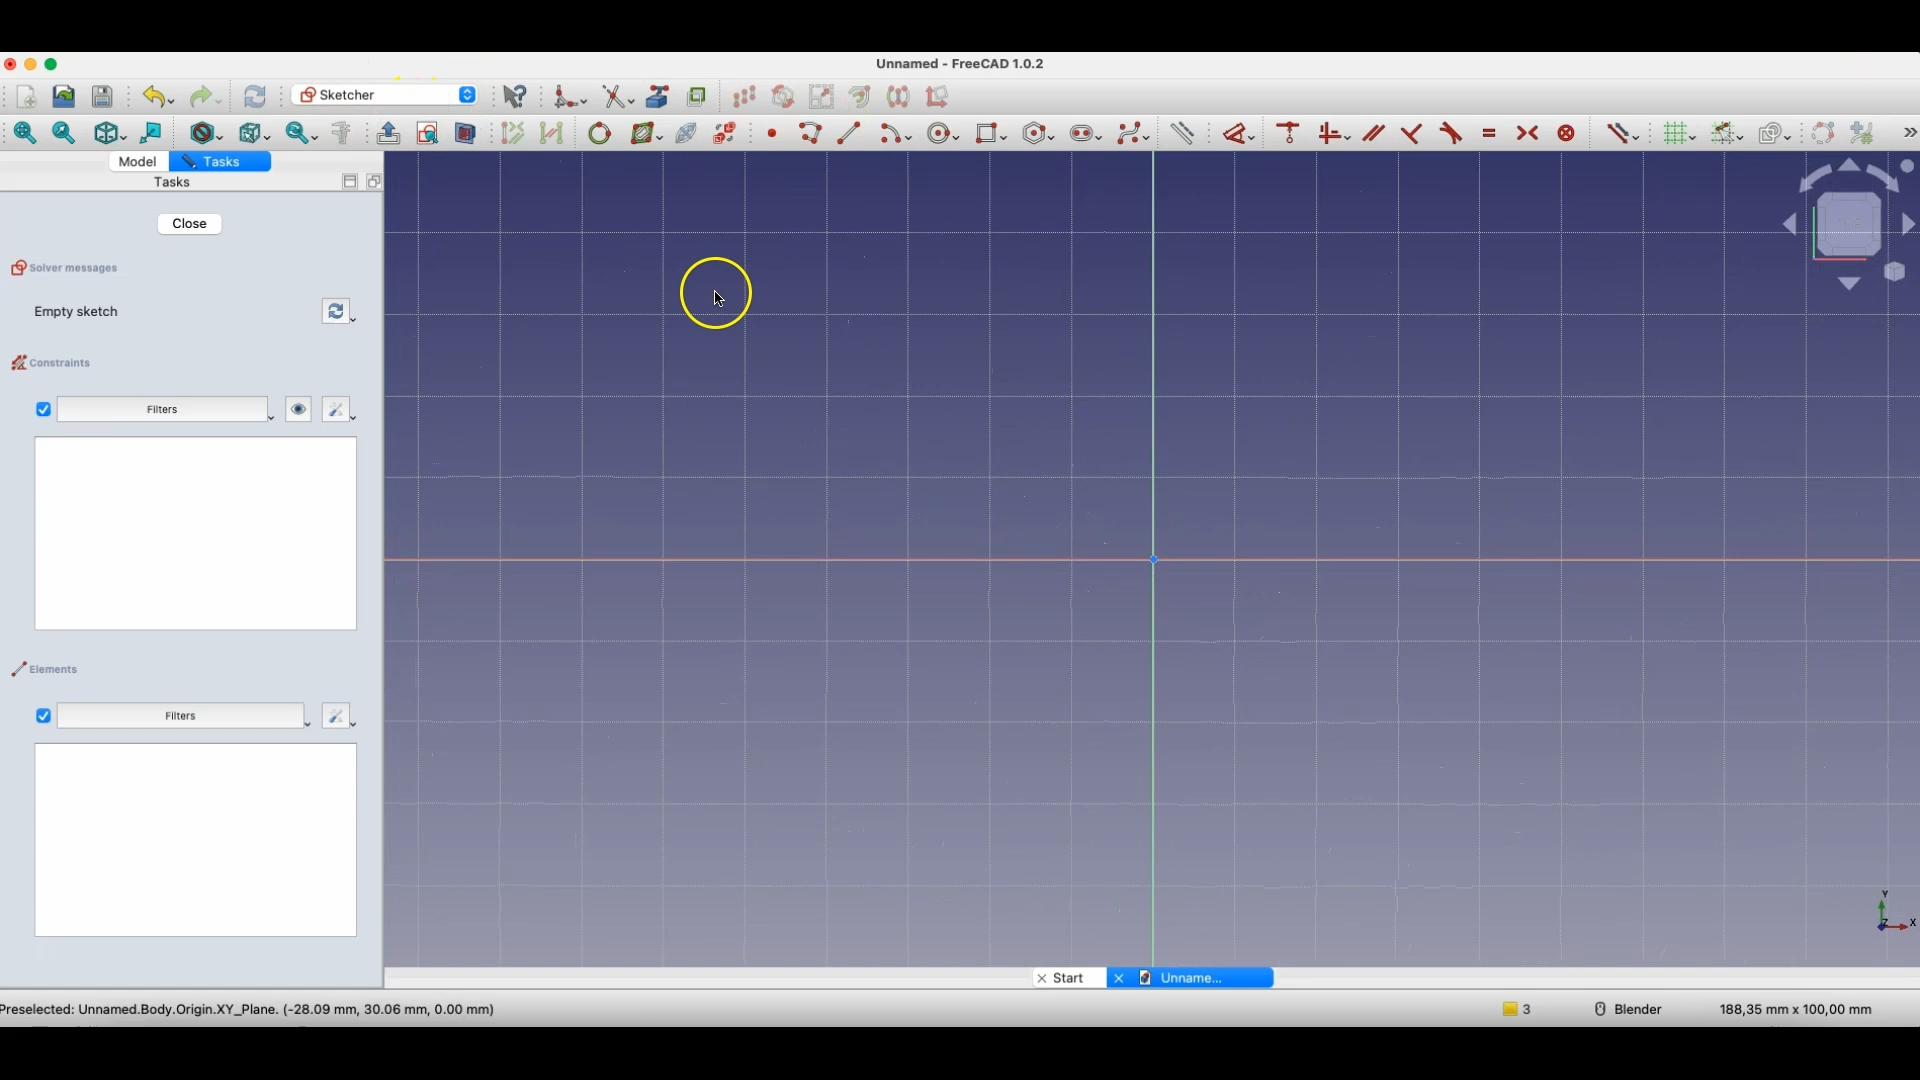 Unnamed - FreeCAD 1.0.2
Sketcher
Model
Tasks
Tasks
Close
Solver messages
Empty sketch
Constraints
Filters
Elements
Filters
Y
Z
X
Start
Unname...
Preselected: Unnamed.Body.Origin.XY_Plane. (-28.09 mm, 30.06 mm, 0.00 mm)
3
Blender
188,35 mm x 100,00 mm